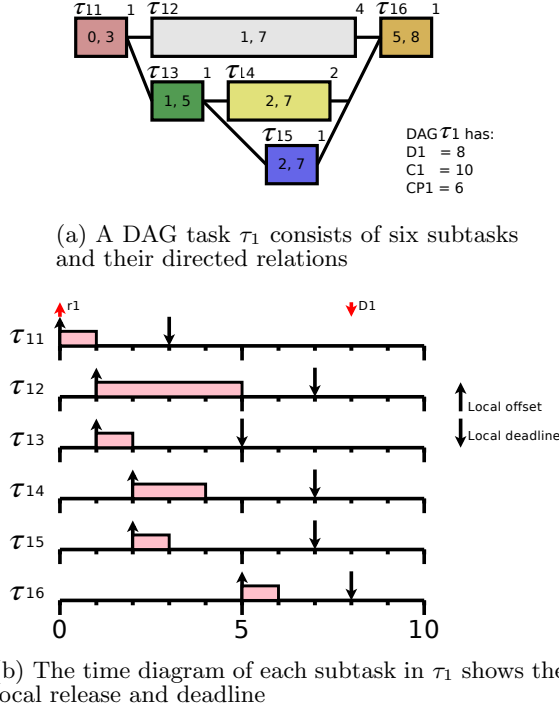 τ11 1 τ12 4 τ16 1
0, 3 1, 7 5, 8
τ13 1 τ14 2
1, 5 2, 7
τ15 1
2, 7
DAG τ1 has:
D1 = 8
C1 = 10
CP1 = 6
(a) A DAG task τ1 consists of six subtasks
and their directed relations
r1 D1
τ11
τ12
τ13
τ14
τ15
τ16
Local offset
Local deadline
0 5 10
b) The time diagram of each subtask in τ1 shows the
ocal release and deadline